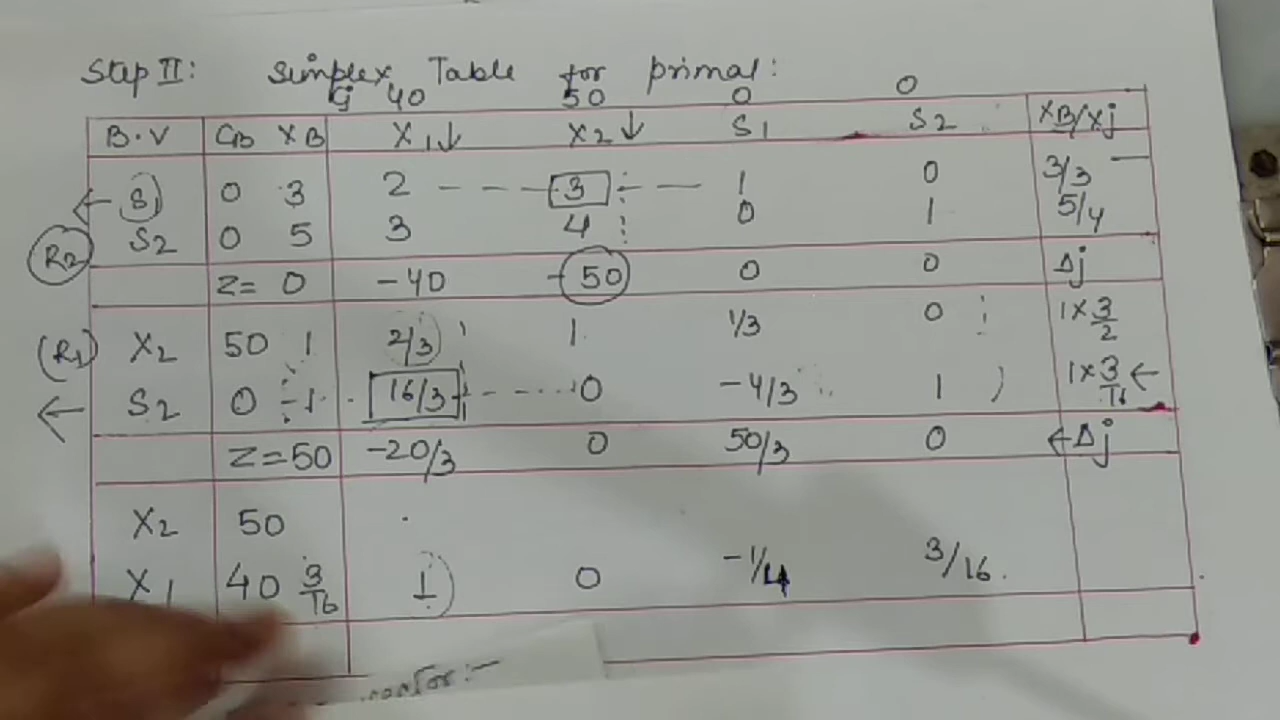 Step II: Simplex Table for primal:
Cj 40 50 0 0
B.V CB XB X1↓ X2↓ S1 S2 XB/Xj
← S1 0 3 2 3 1 0 3/3
S2 0 5 3 4 0 1 5/4
R2
Z= 0 -40 -50 0 0 Δj
(R1) X2 50 1 2/3 1 1/3 0 1×3/2
← S2 0 1 16/3 0 -4/3 1 1×3/16 ←
Z=50 -20/3 0 50/3 0 ←Δj
X2 50
X1 40 3/16 1 0 -1/4 3/16